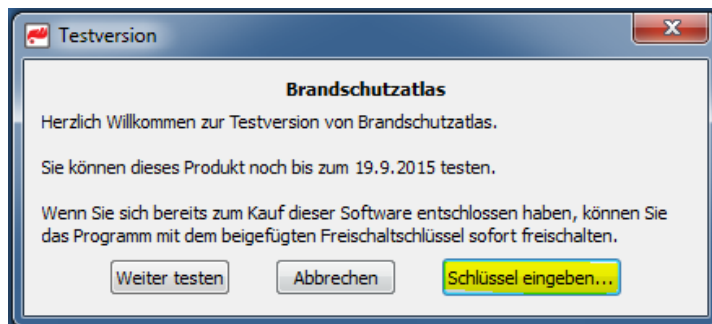 Testversion
Brandschutzatlas
Herzlich Willkommen zur Testversion von Brandschutzatlas.
Sie können dieses Produkt noch bis zum 19.9.2015 testen.
Wenn Sie sich bereits zum Kauf dieser Software entschlossen haben, können Sie
das Programm mit dem beigefügten Freischaltschlüssel sofort freischalten.
Weiter testen Abbrechen Schlüssel eingeben...